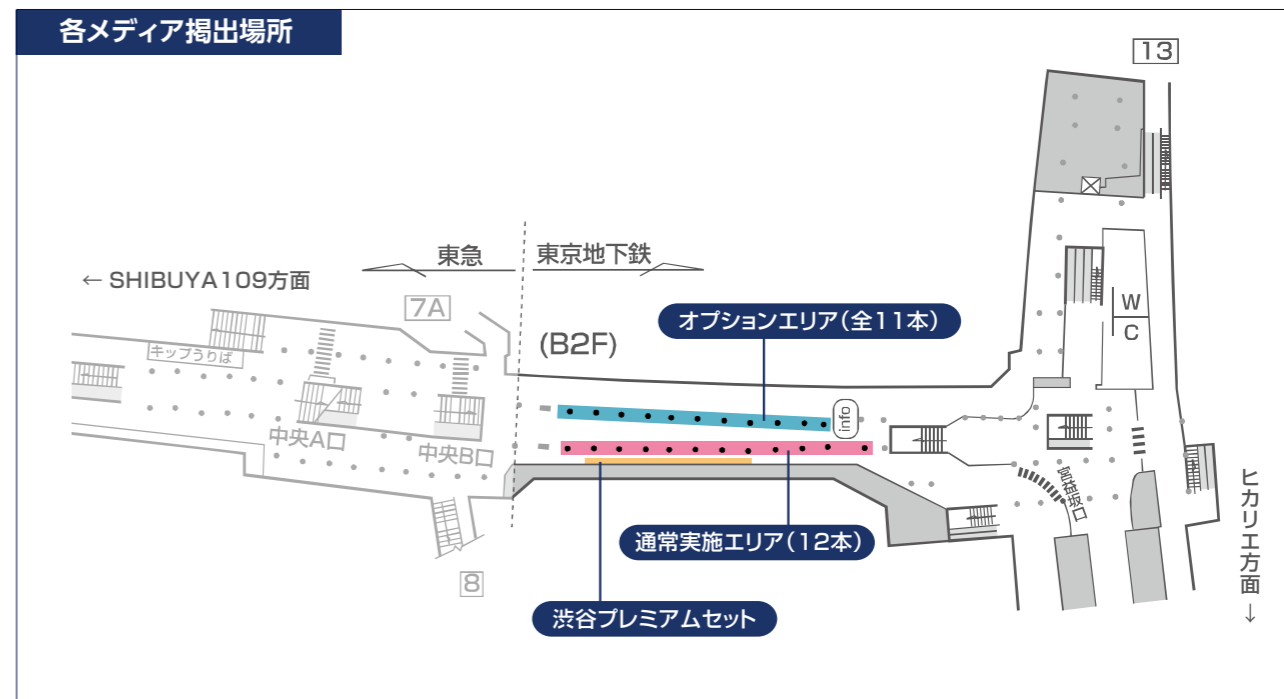 各メディア掲出場所
13
東急
東京地下鉄
← SHIBUYA109方面
7A
(B2F)
オプションエリア(全11本)
W
C
キップうりば
info
中央A口
中央B口
宮益坂口
ヒカリエ方面 →
通常実施エリア(12本)
8
渋谷プレミアムセット